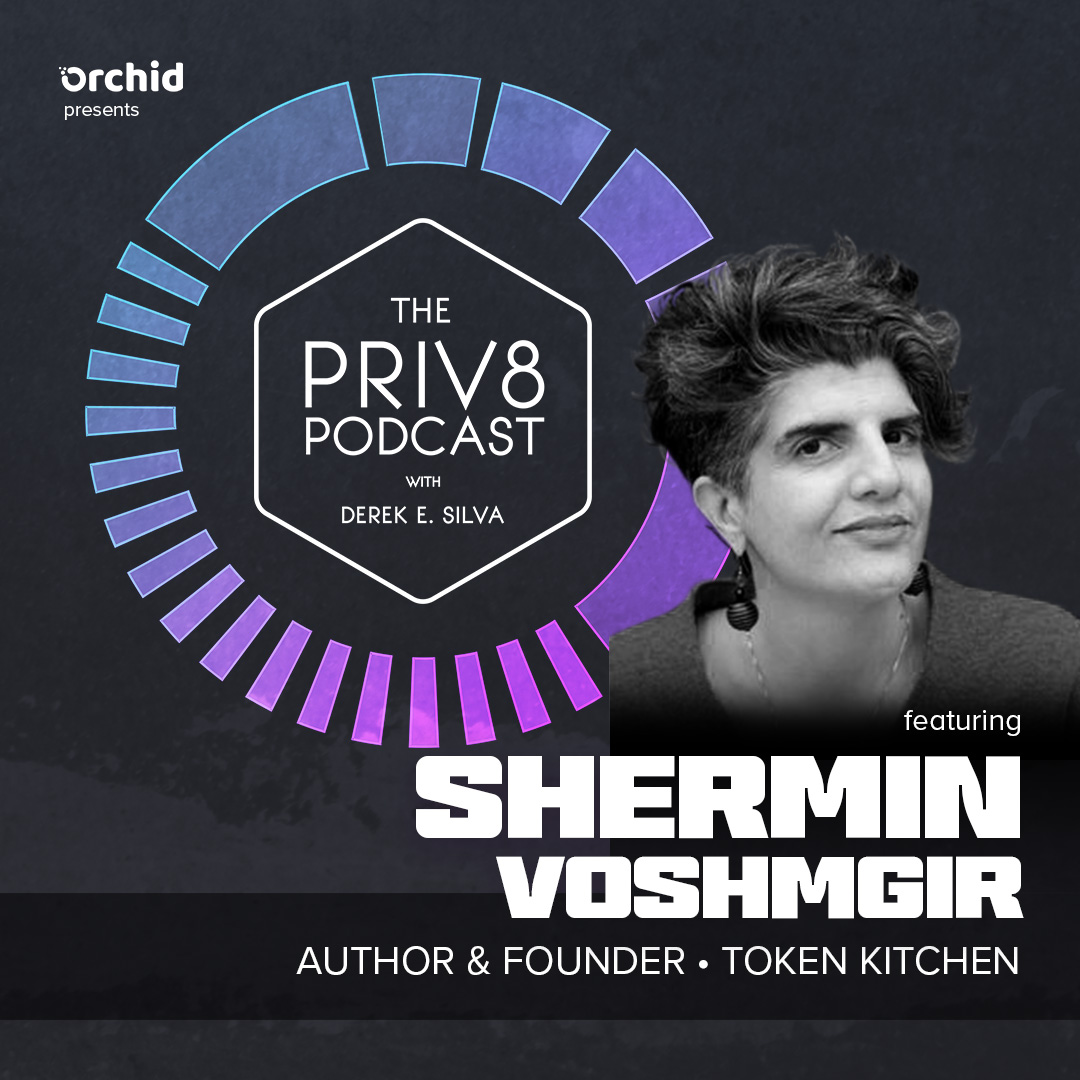 Orchid
presents
THE
PRIV8
PODCAST
WITH
DEREK E. SILVA
featuring
SHERMIN
VOSHMGIR
AUTHOR & FOUNDER • TOKEN KITCHEN